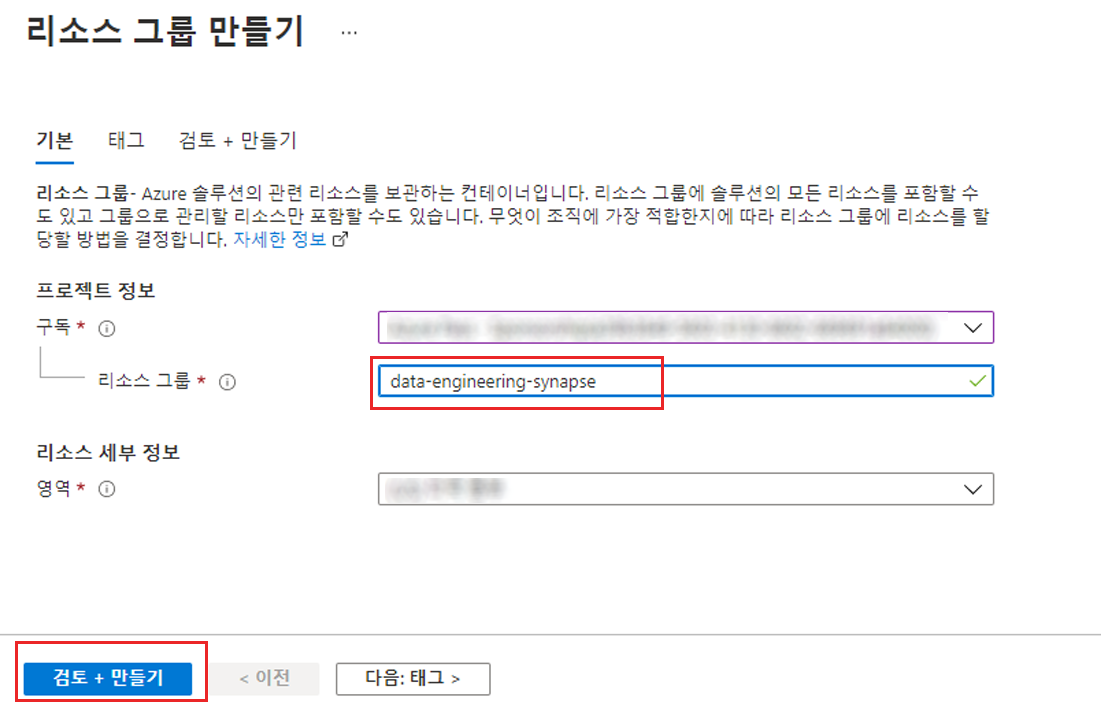 리소스 그룹 만들기 ...
기본 태그 검토 + 만들기
리소스 그룹- Azure 솔루션의 관련 리소스를 보관하는 컨테이너입니다. 리소스 그룹에 솔루션의 모든 리소스를 포함할 수
도 있고 그룹으로 관리할 리소스만 포함할 수도 있습니다. 무엇이 조직에 가장 적합한지에 따라 리소스 그룹에 리소스를 할
당할 방법을 결정합니다. 자세한 정보
프로젝트 정보
구독 *
리소스 그룹 * data-engineering-synapse
리소스 세부 정보
영역 *
검토 + 만들기 < 이전 다음: 태그 >